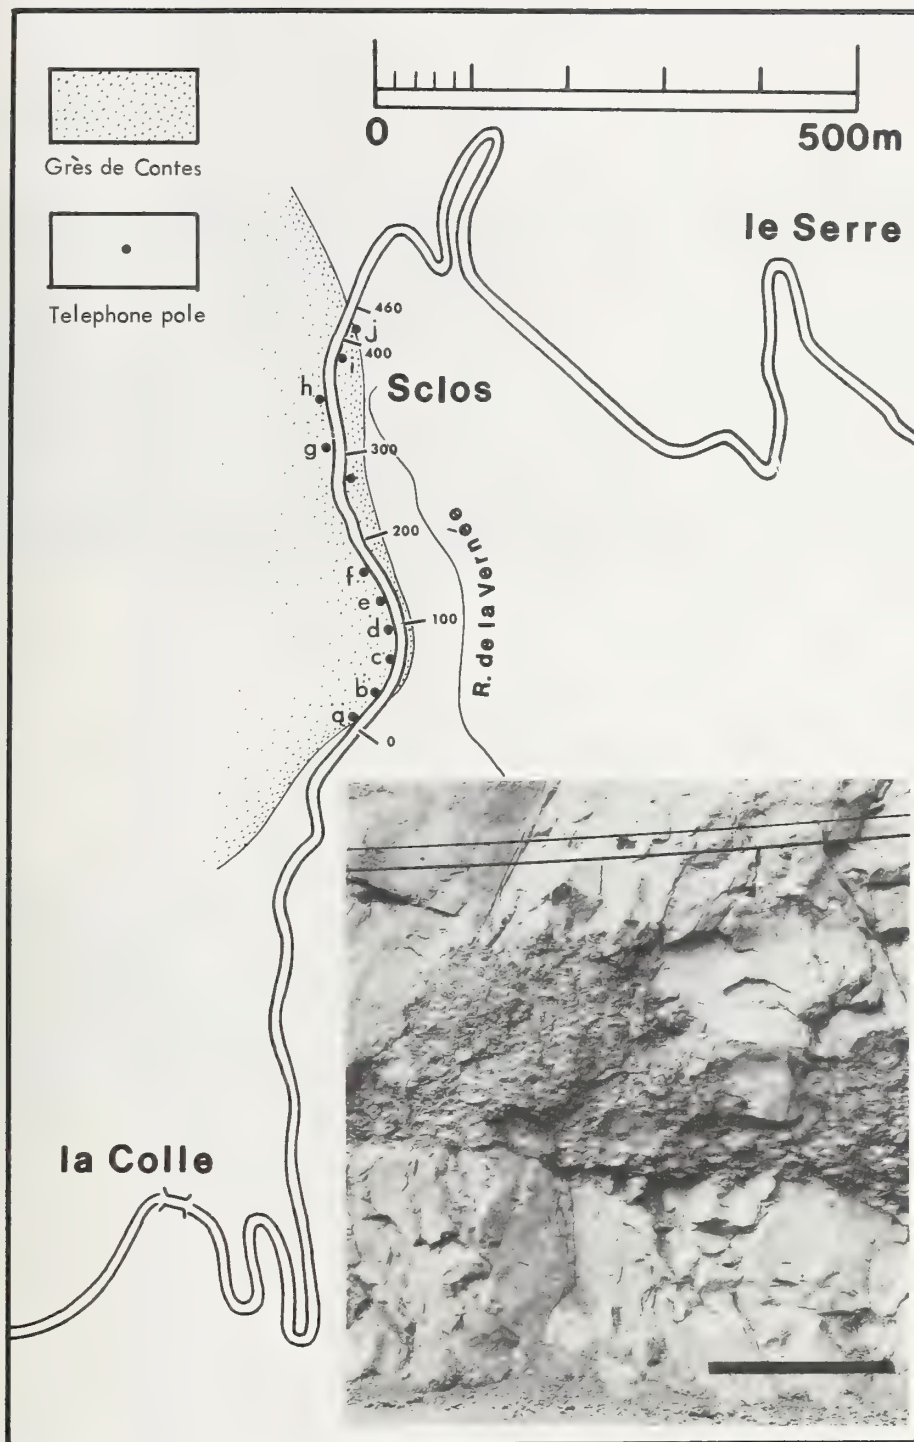 0
500m
Grès de Contes
Telephone pole
le Serre
460
j
400
i
h
Sclos
g
300
200
R. de la Vernée
f
e
100
d
c
b
a
0
la Colle